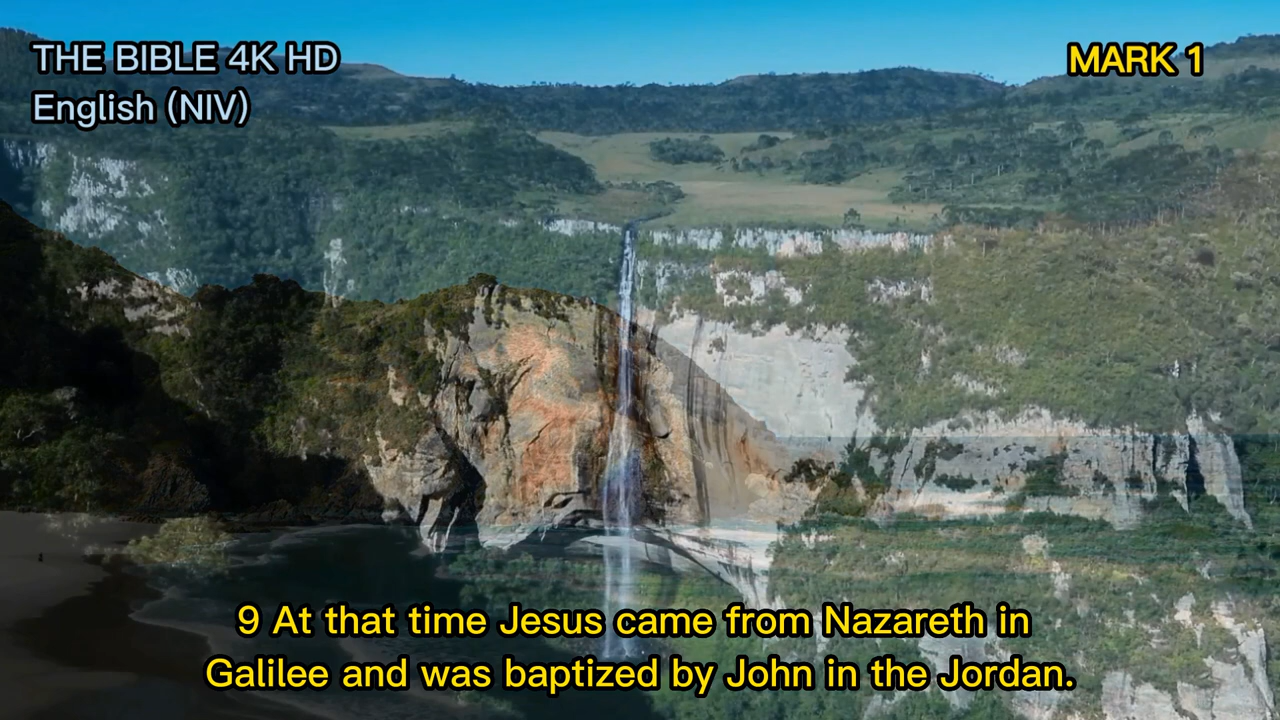 THE BIBLE 4K HD
English (NIV)
MARK 1
9 At that time Jesus came from Nazareth in
Galilee and was baptized by John in the Jordan.